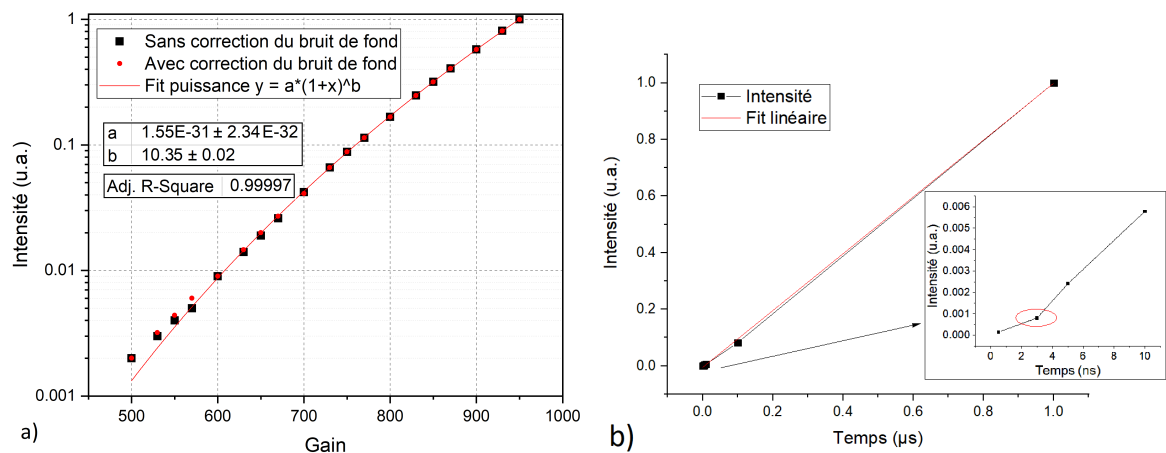 1
0.1
0.01
0.001
Intensité (u.a.)
Sans correction du bruit de fond
Avec correction du bruit de fond
Fit puissance y = a*(1+x)^b
a 1.55E-31 ± 2.34E-32
b 10.35 ± 0.02
Adj. R-Square 0.99997
500 600 700 800 900 1000
Gain
a)
1.0
0.8
0.6
0.4
0.2
0.0
Intensité (u.a.)
Intensité
Fit linéaire
0.0 0.2 0.4 0.6 0.8 1.0
Temps (µs)
b)
0.006
0.005
0.004
0.003
0.002
0.001
0.000
Intensité (u.a.)
0 2 4 6 8 10
Temps (ns)